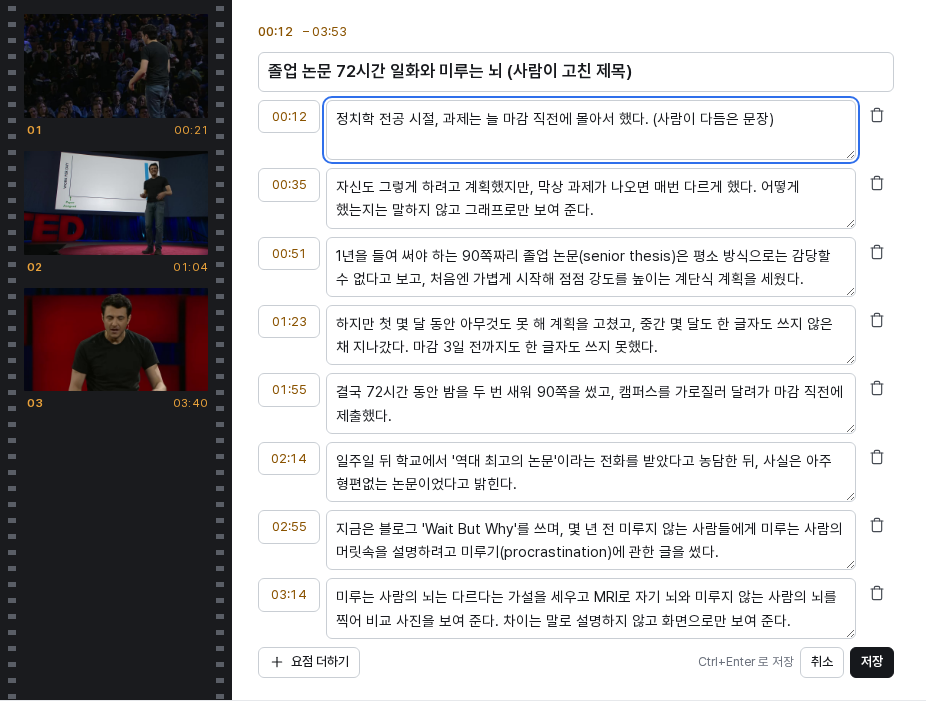 00:12 – 03:53
졸업 논문 72시간 일화와 미루는 뇌 (사람이 고친 제목)
00:12
정치학 전공 시절, 과제는 늘 마감 직전에 몰아서 했다. (사람이 다듬은 문장)
00:35
자신도 그렇게 하려고 계획했지만, 막상 과제가 나오면 매번 다르게 했다. 어떻게
했는지는 말하지 않고 그래프로만 보여 준다.
00:51
1년을 들여 써야 하는 90쪽짜리 졸업 논문(senior thesis)은 평소 방식으로는 감당할
수 없다고 보고, 처음엔 가볍게 시작해 점점 강도를 높이는 계단식 계획을 세웠다.
01:23
하지만 첫 몇 달 동안 아무것도 못 해 계획을 고쳤고, 중간 몇 달도 한 글자도 쓰지 않은
채 지나갔다. 마감 3일 전까지도 한 글자도 쓰지 못했다.
01:55
결국 72시간 동안 밤을 두 번 새워 90쪽을 썼고, 캠퍼스를 가로질러 달려가 마감 직전에
제출했다.
02:14
일주일 뒤 학교에서 '역대 최고의 논문'이라는 전화를 받았다고 농담한 뒤, 사실은 아주
형편없는 논문이었다고 밝힌다.
02:55
지금은 블로그 'Wait But Why'를 쓰며, 몇 년 전 미루지 않는 사람들에게 미루는 사람의
머릿속을 설명하려고 미루기(procrastination)에 관한 글을 썼다.
03:14
미루는 사람의 뇌는 다르다는 가설을 세우고 MRI로 자기 뇌와 미루지 않는 사람의 뇌를
찍어 비교 사진을 보여 준다. 차이는 말로 설명하지 않고 화면으로만 보여 준다.
+ 요점 더하기
Ctrl+Enter 로 저장
취소
저장
01 00:21
TED
02 01:04
03 03:40